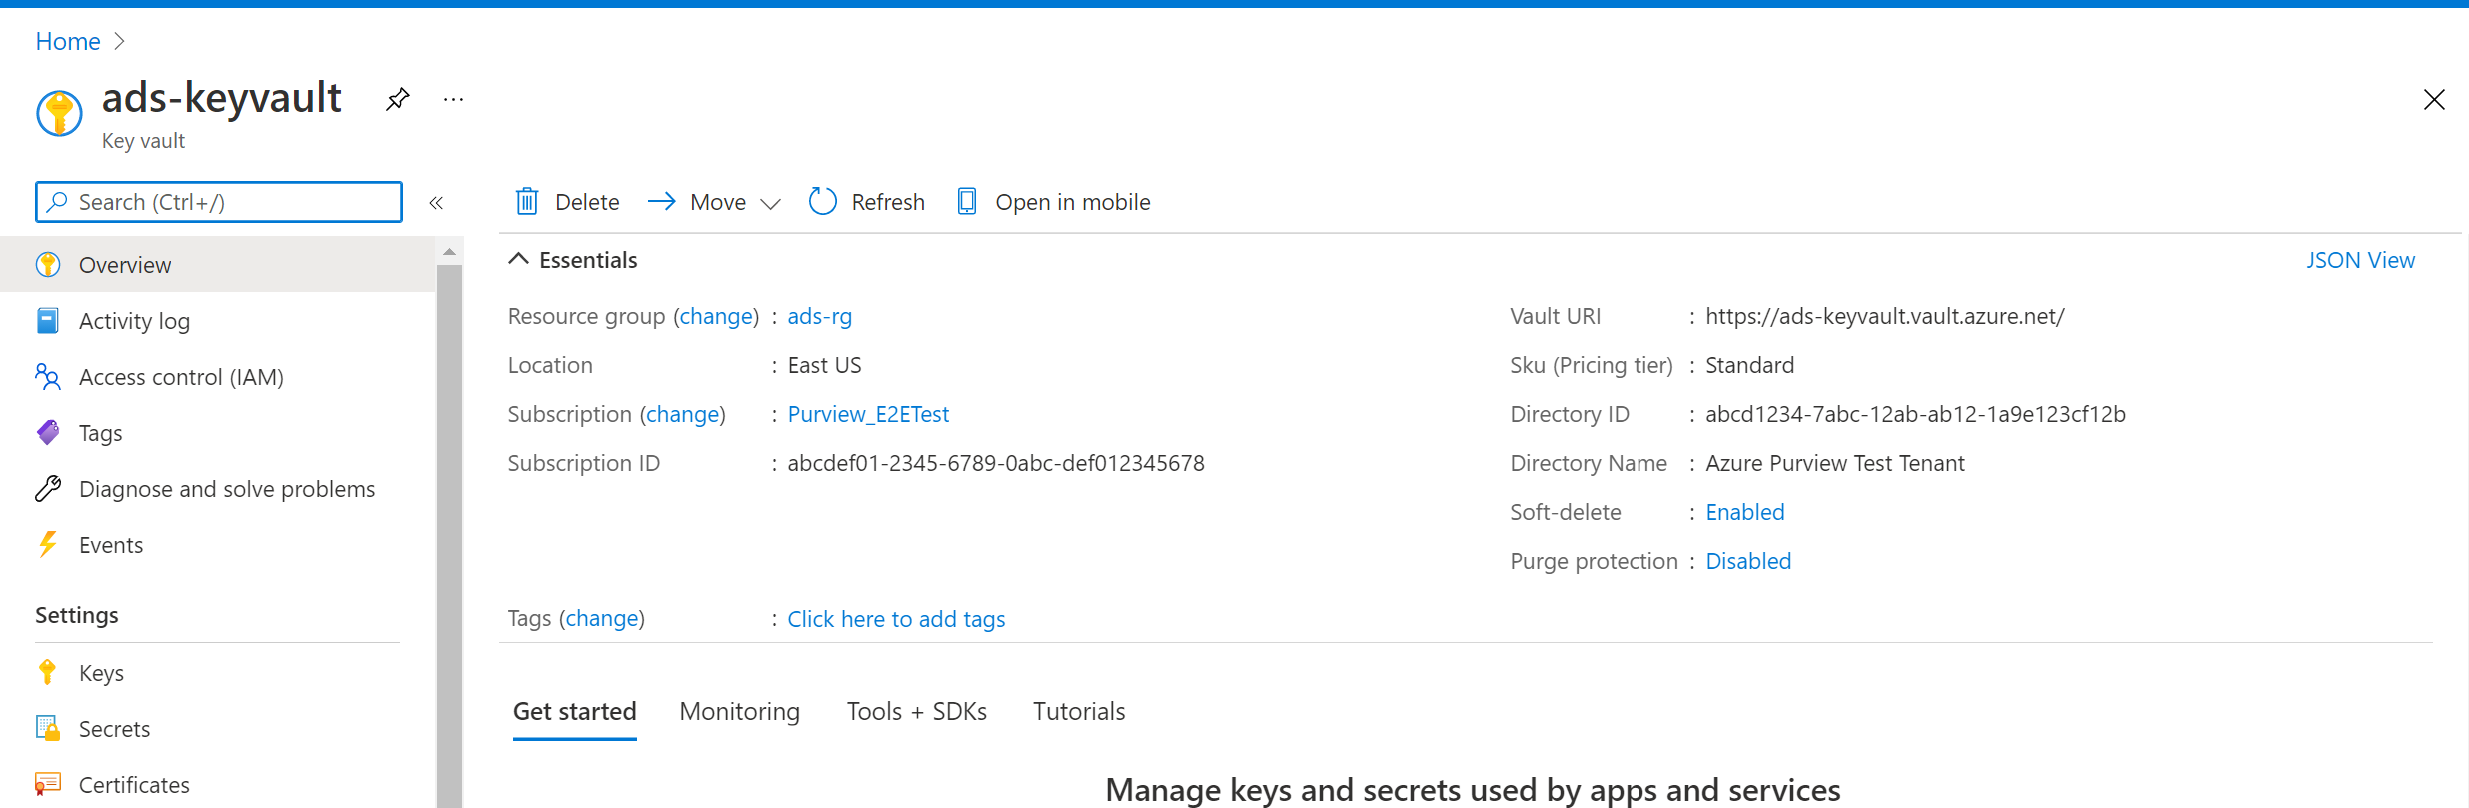 Home
ads-keyvault
Key vault
Search (Ctrl+/)
Delete Move Refresh Open in mobile
Overview
Activity log
Access control (IAM)
Tags
Diagnose and solve problems
Events
Settings
Keys
Secrets
Certificates
Essentials JSON View
Resource group (change) : ads-rg
Location : East US
Subscription (change) : Purview_E2ETest
Subscription ID : abcdef01-2345-6789-0abc-def012345678
Vault URI : https://ads-keyvault.vault.azure.net/
Sku (Pricing tier) : Standard
Directory ID : abcd1234-7abc-12ab-ab12-1a9e123cf12b
Directory Name : Azure Purview Test Tenant
Soft-delete : Enabled
Purge protection : Disabled
Tags (change) : Click here to add tags
Get started Monitoring Tools + SDKs Tutorials
Manage keys and secrets used by apps and services